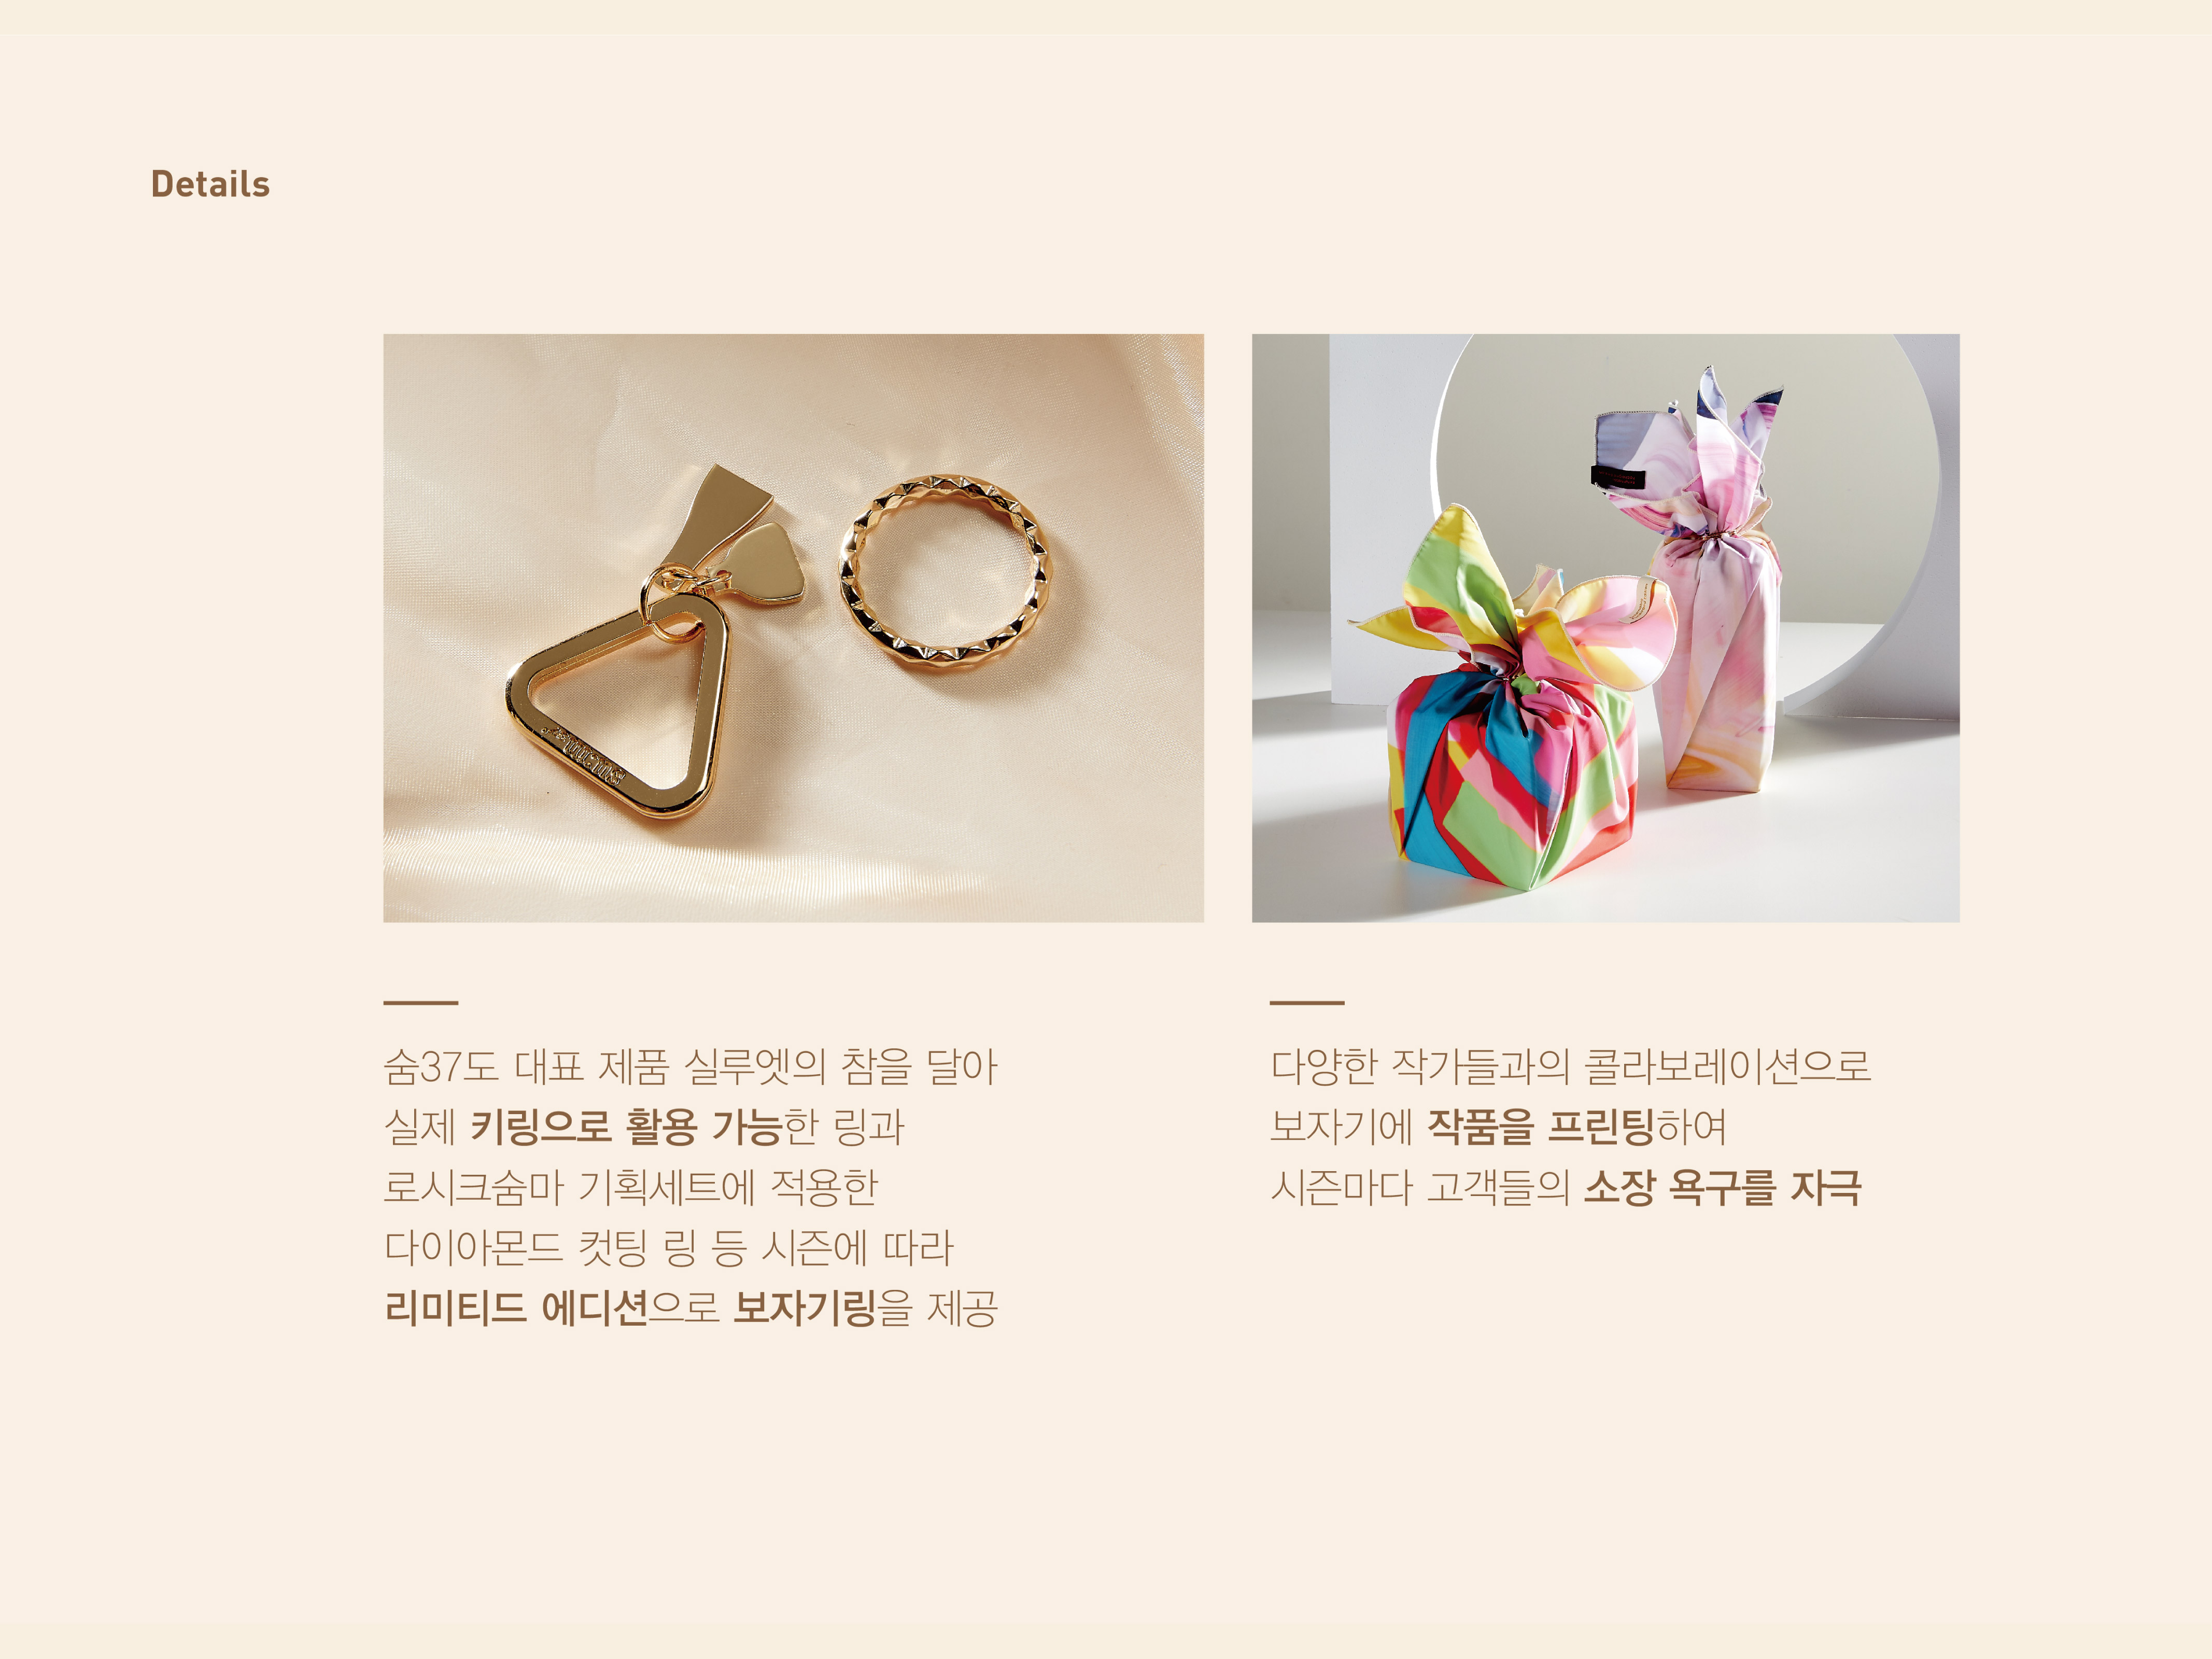 Details
숨37도 대표 제품 실루엣의 참을 달아
실제 키링으로 활용 가능한 링과
로시크숨마 기획세트에 적용한
다이아몬드 컷팅 링 등 시즌에 따라
리미티드 에디션으로 보자기링을 제공
다양한 작가들과의 콜라보레이션으로
보자기에 작품을 프린팅하여
시즌마다 고객들의 소장 욕구를 자극